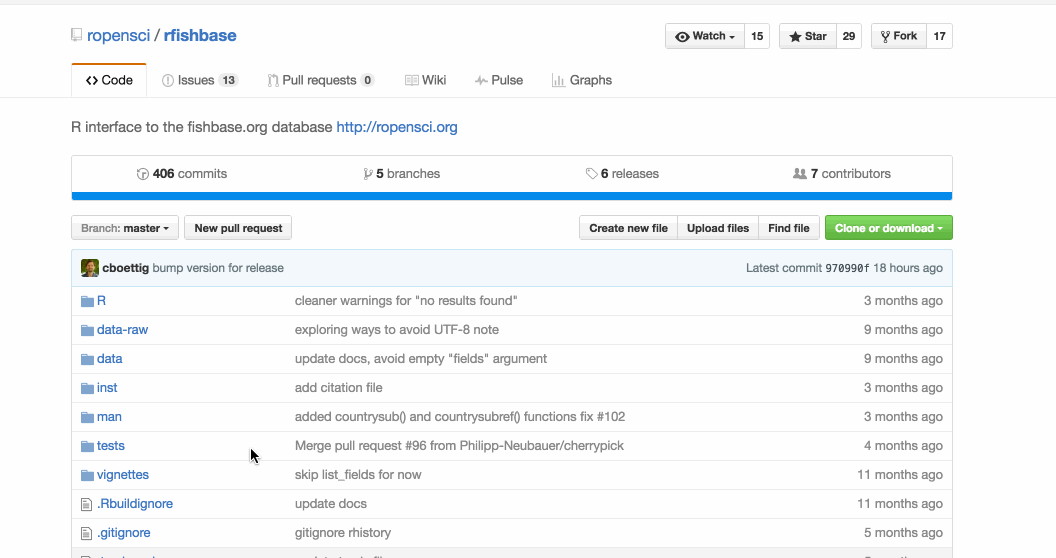 ropensci / rfishbase
Watch 15 Star 29 Fork 17
Code Issues 13 Pull requests 0 Wiki Pulse Graphs
R interface to the fishbase.org database http://ropensci.org
406 commits 5 branches 6 releases 7 contributors
Branch: master New pull request Create new file Upload files Find file Clone or download
cboettig bump version for release Latest commit 970990f 18 hours ago
R cleaner warnings for "no results found" 3 months ago
data-raw exploring ways to avoid UTF-8 note 9 months ago
data update docs, avoid empty "fields" argument 9 months ago
inst add citation file 3 months ago
man added countrysub() and countrysubref() functions fix #102 3 months ago
tests Merge pull request #96 from Philipp-Neubauer/cherrypick 4 months ago
vignettes skip list_fields for now 11 months ago
.Rbuildignore update docs 11 months ago
.gitignore gitignore rhistory 5 months ago